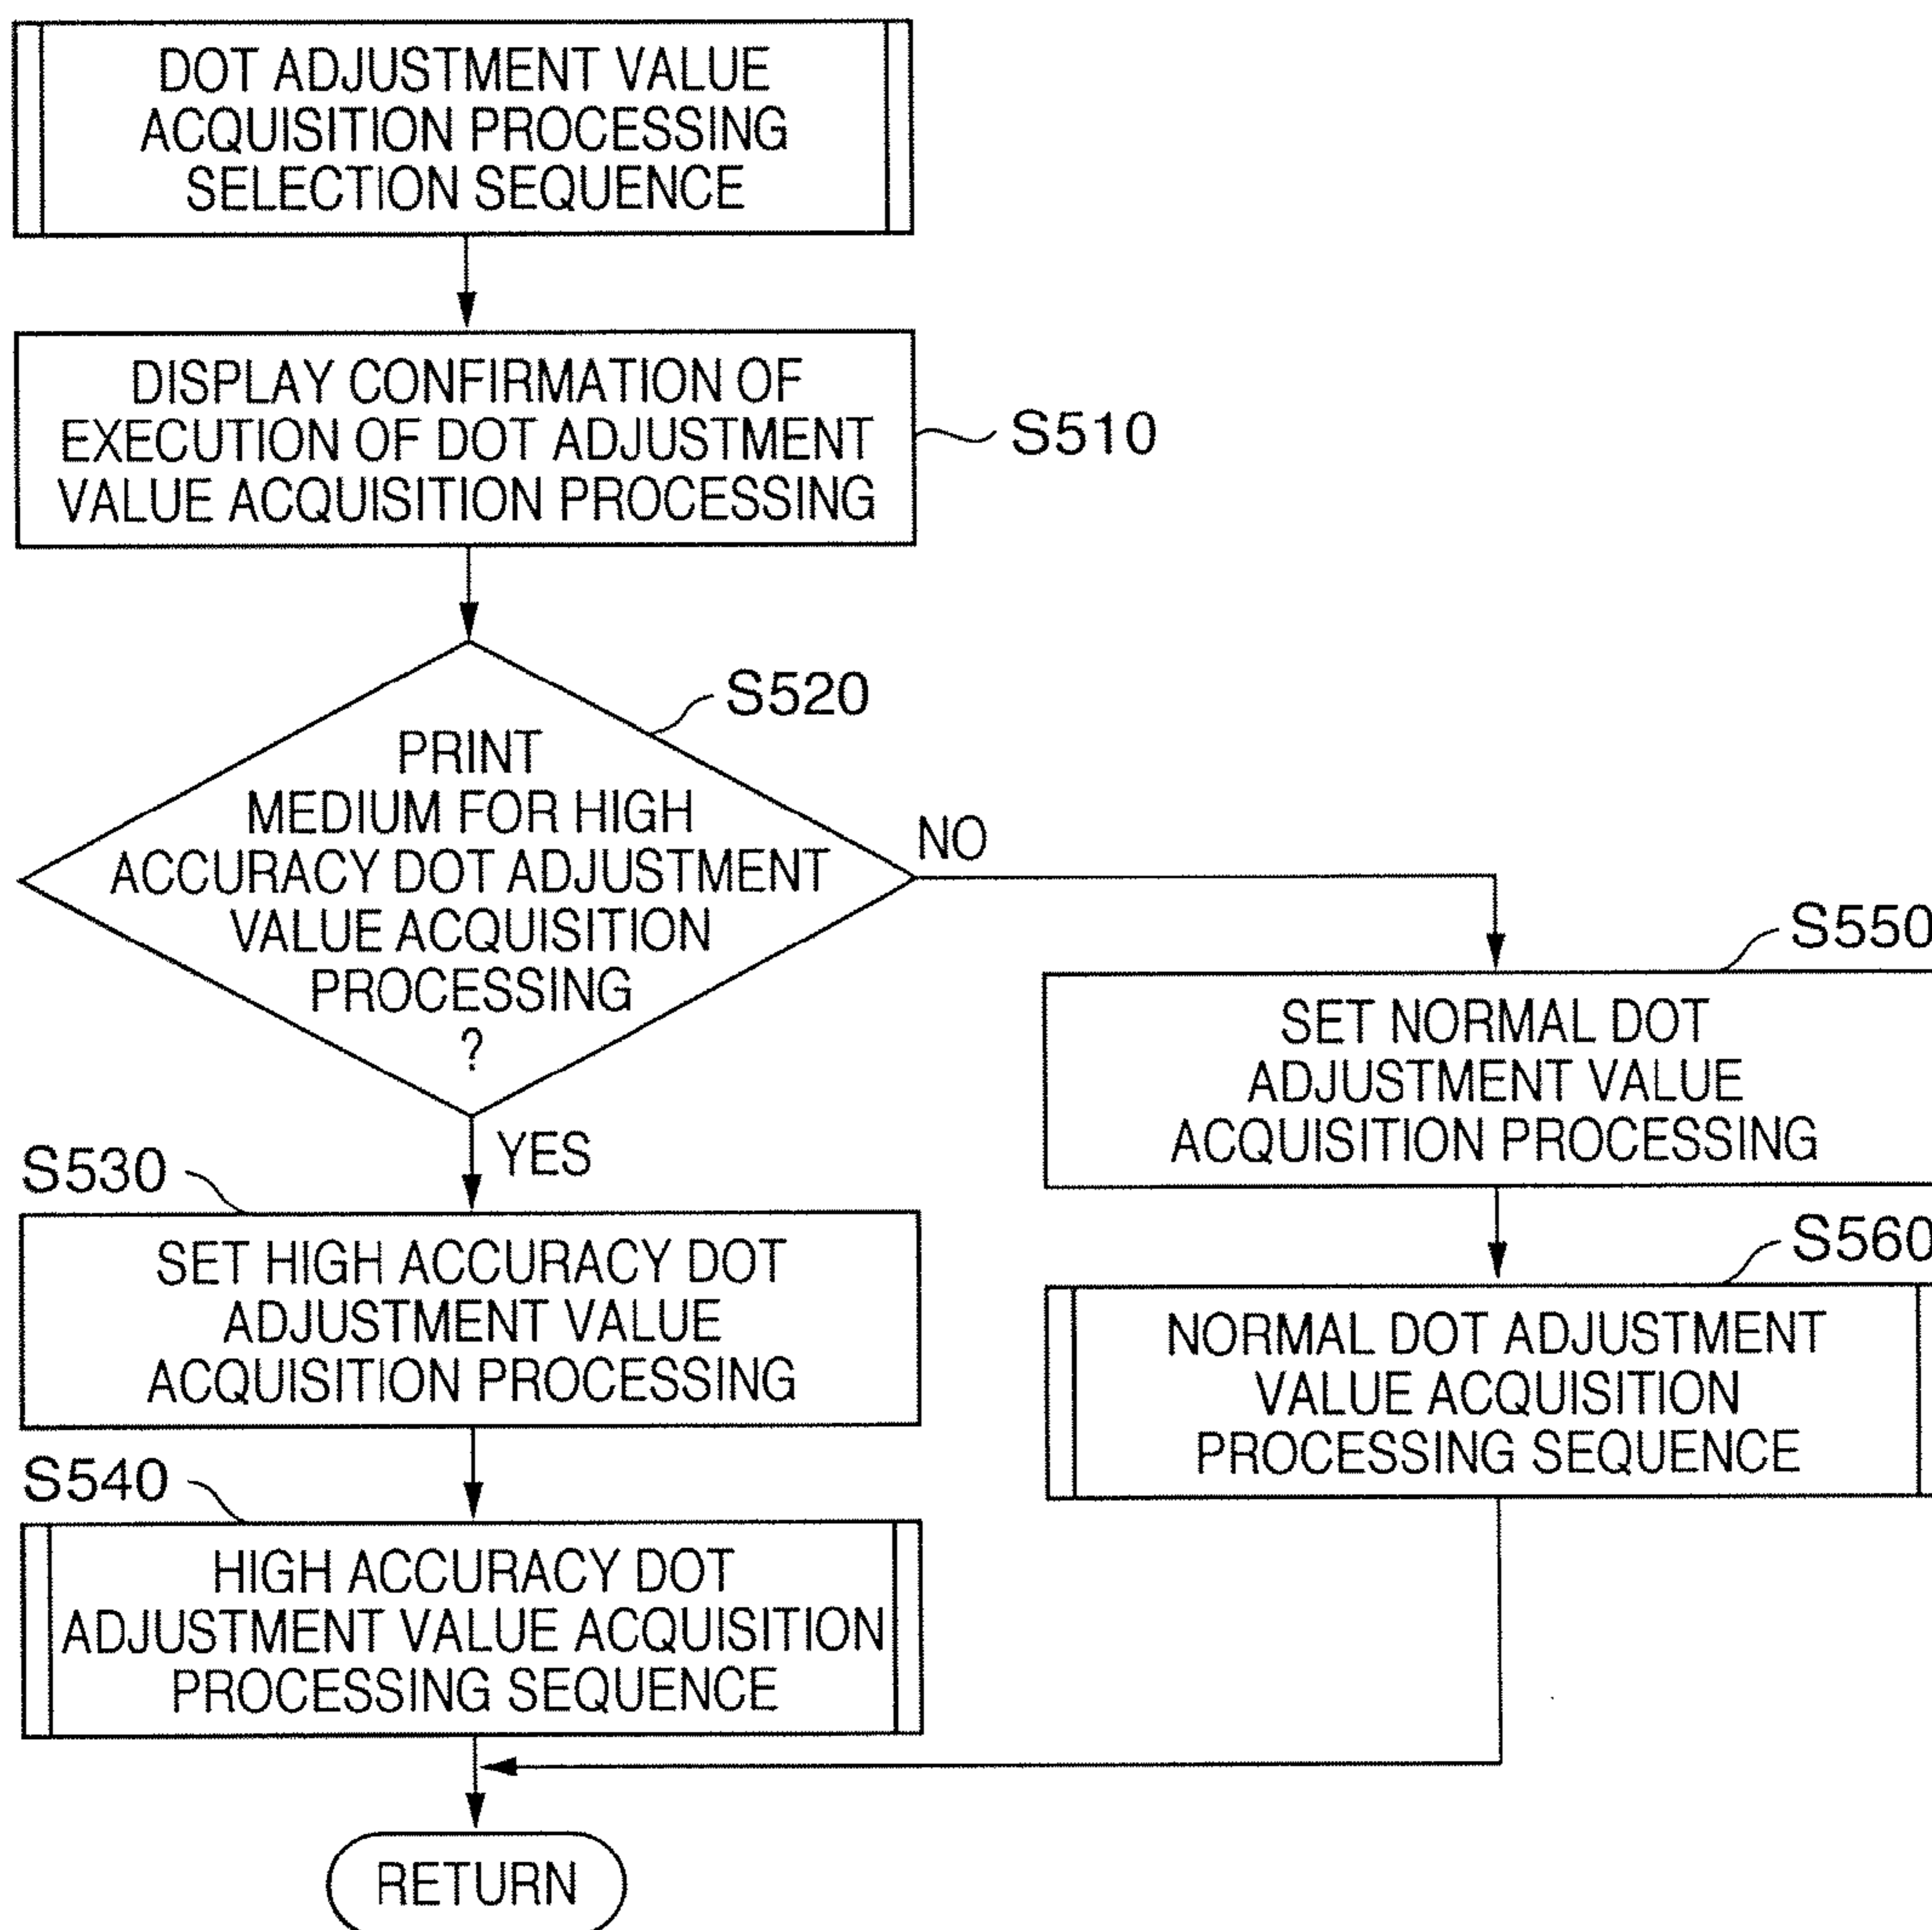 DOT ADJUSTMENT VALUE
ACQUISITION PROCESSING
SELECTION SEQUENCE
DISPLAY CONFIRMATION OF
EXECUTION OF DOT ADJUSTMENT
VALUE ACQUISITION PROCESSING
S510
S520
PRINT
MEDIUM FOR HIGH
ACCURACY DOT ADJUSTMENT
VALUE ACQUISITION
PROCESSING
?
NO
YES
S530
SET HIGH ACCURACY DOT
ADJUSTMENT VALUE
ACQUISITION PROCESSING
S540
HIGH ACCURACY DOT
ADJUSTMENT VALUE ACQUISITION
PROCESSING SEQUENCE
S550
SET NORMAL DOT
ADJUSTMENT VALUE
ACQUISITION PROCESSING
S560
NORMAL DOT ADJUSTMENT
VALUE ACQUISITION
PROCESSING SEQUENCE
RETURN